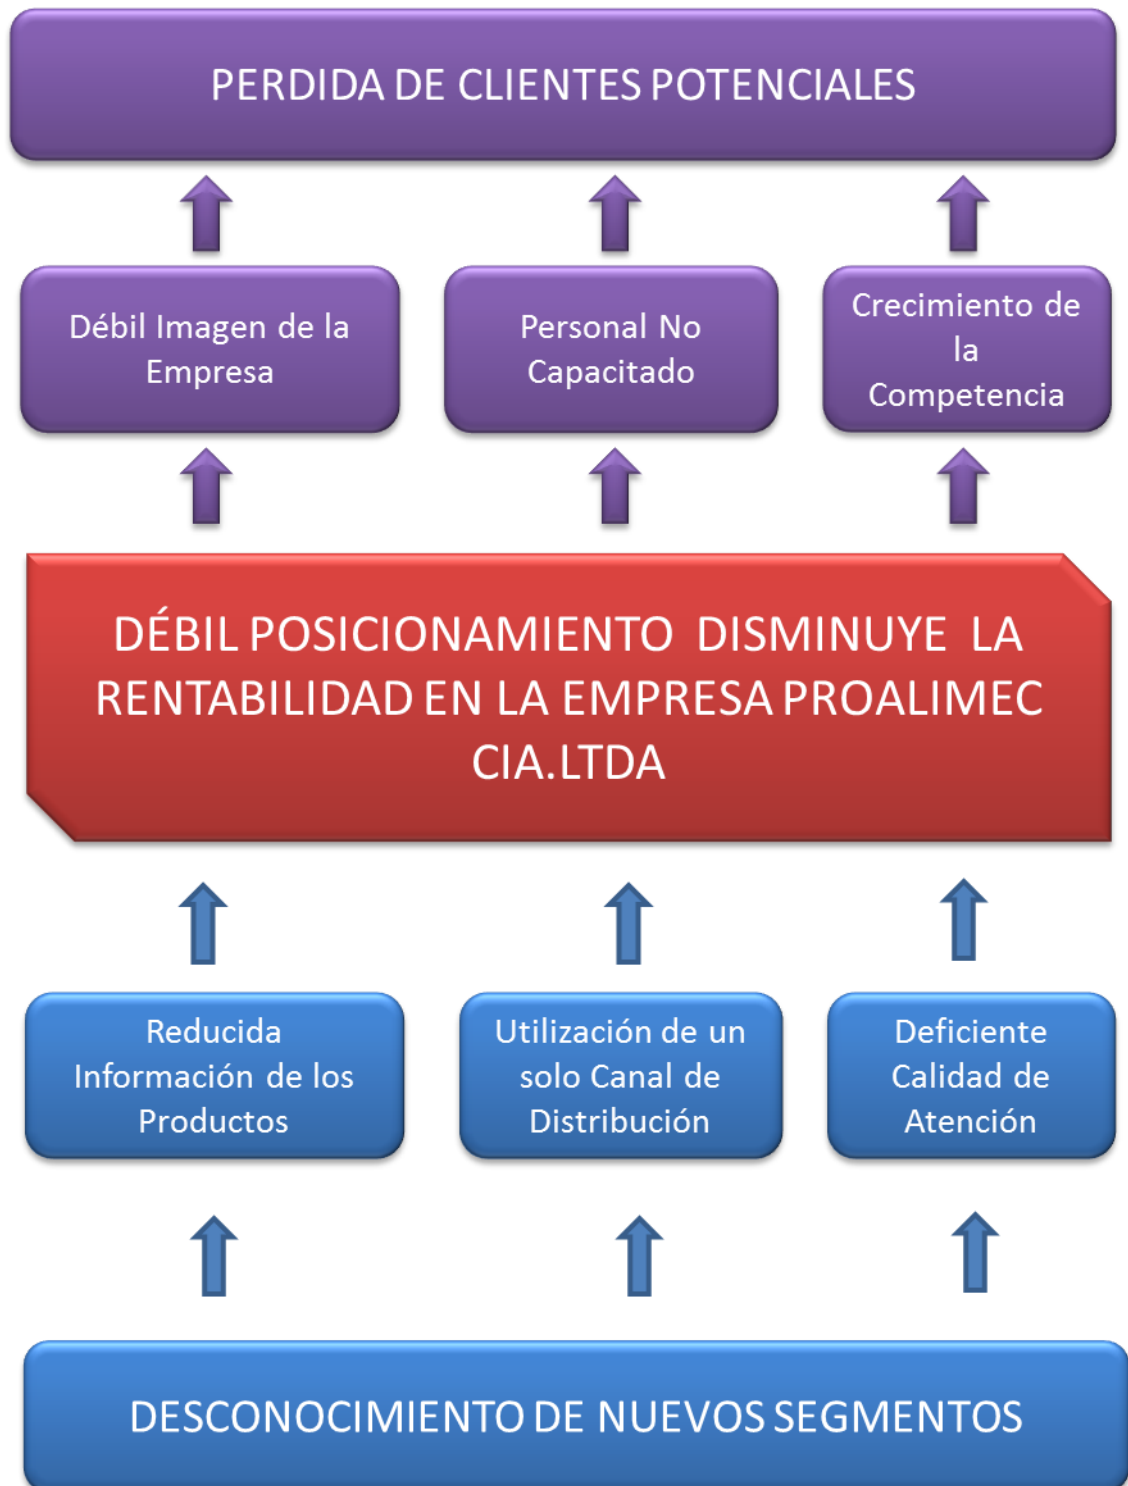 PERDIDA DE CLIENTES POTENCIALES
Débil Imagen de la
Empresa
Personal No
Capacitado
Crecimiento de
la
Competencia
DÉBIL POSICIONAMIENTO DISMINUYE LA
RENTABILIDAD EN LA EMPRESA PROALIMEC
CIA.LTDA
Reducida
Información de los
Productos
Utilización de un
solo Canal de
Distribución
Deficiente
Calidad de
Atención
DESCONOCIMIENTO DE NUEVOS SEGMENTOS